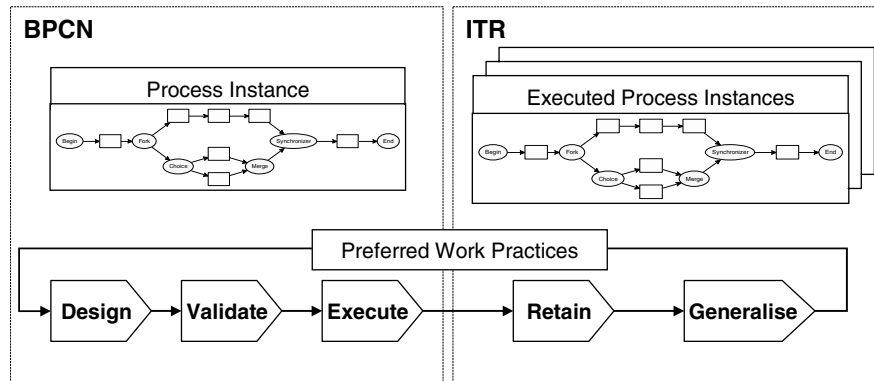 BPCN
ITR
Process Instance
Begin
Fork
Choice
Merge
Synchronizer
End
Executed Process Instances
Begin
Fork
Choice
Merge
Synchronizer
End
Preferred Work Practices
Design
Validate
Execute
Retain
Generalise